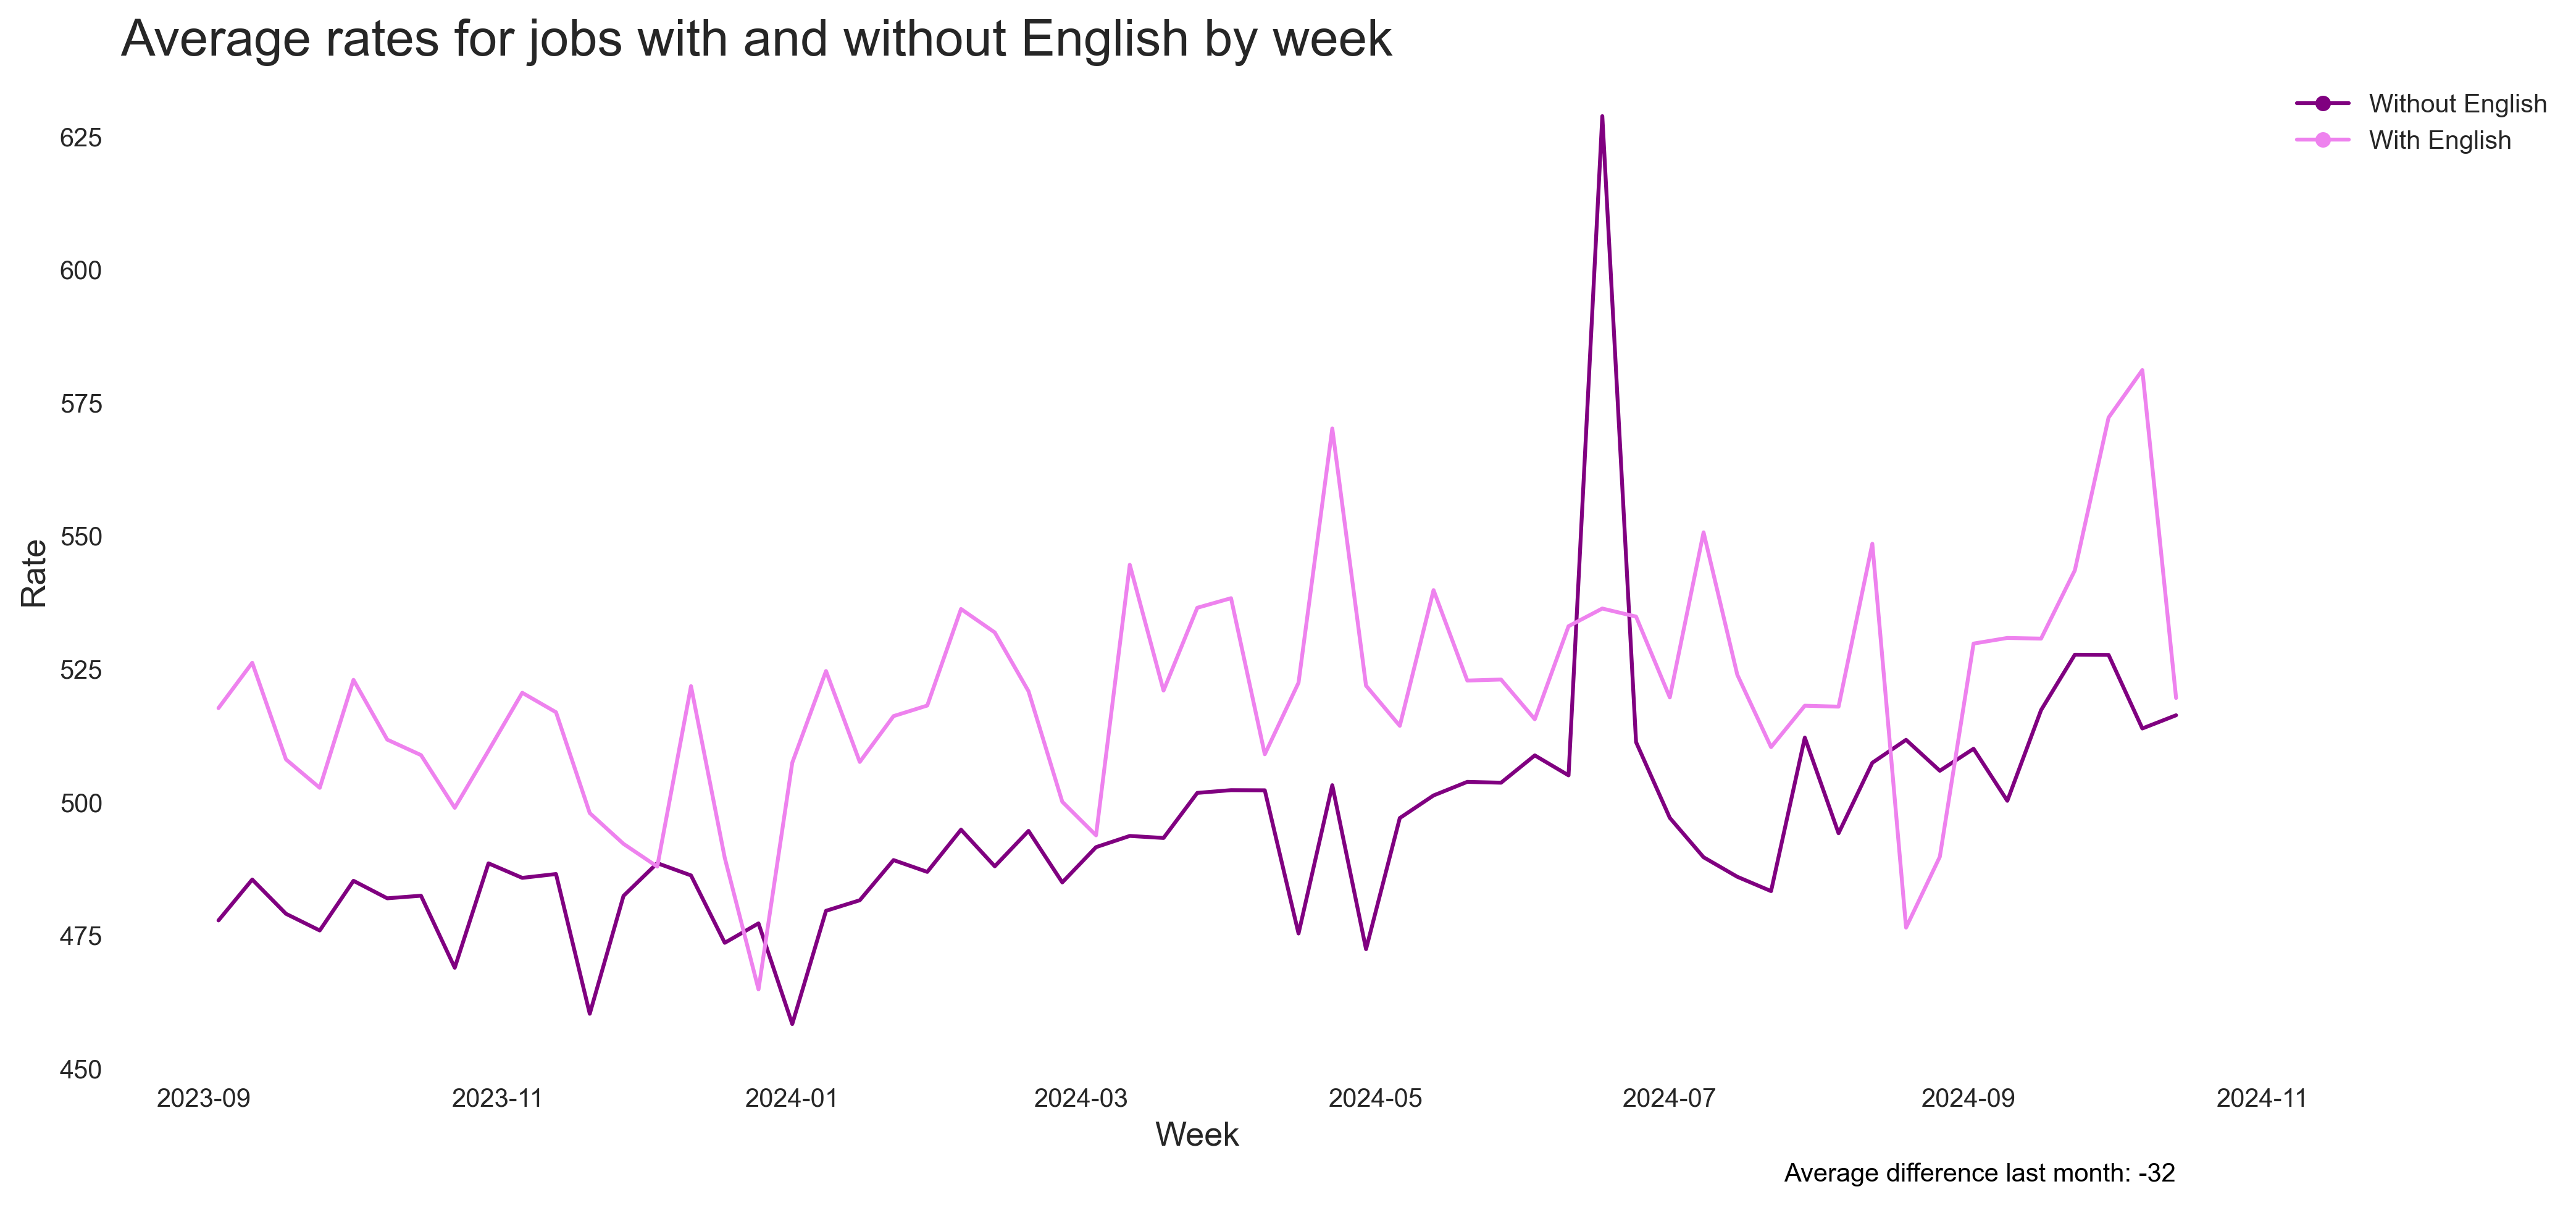 Average rates for jobs with and without English by week
Without English
With English
625
600
575
550
525
500
475
450
Rate
2023-09
2023-11
2024-01
2024-03
2024-05
2024-07
2024-09
2024-11
Week
Average difference last month: -32